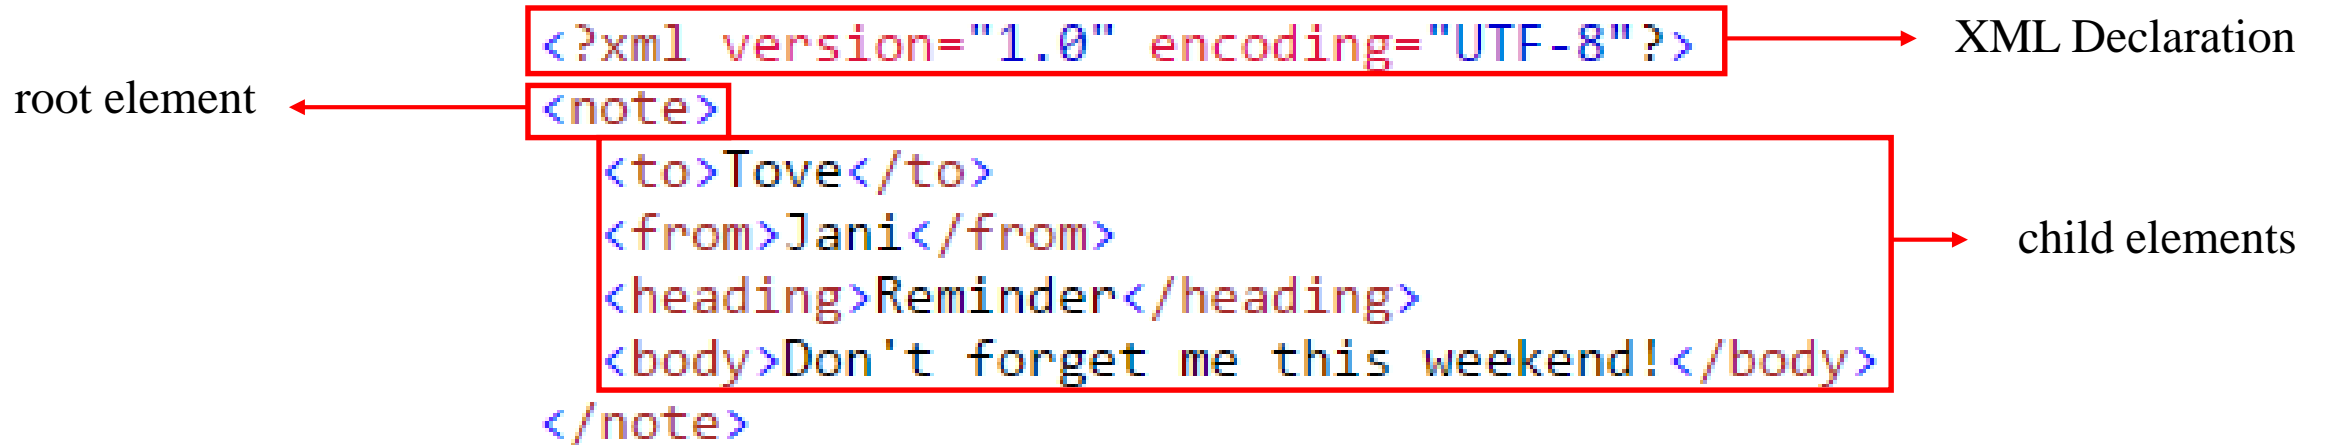 <?xml version="1.0" encoding="UTF-8"?>
XML Declaration
root element
<note>
<to>Tove</to>
<from>Jani</from>
child elements
<heading>Reminder</heading>
<body>Don't forget me this weekend!</body>
</note>